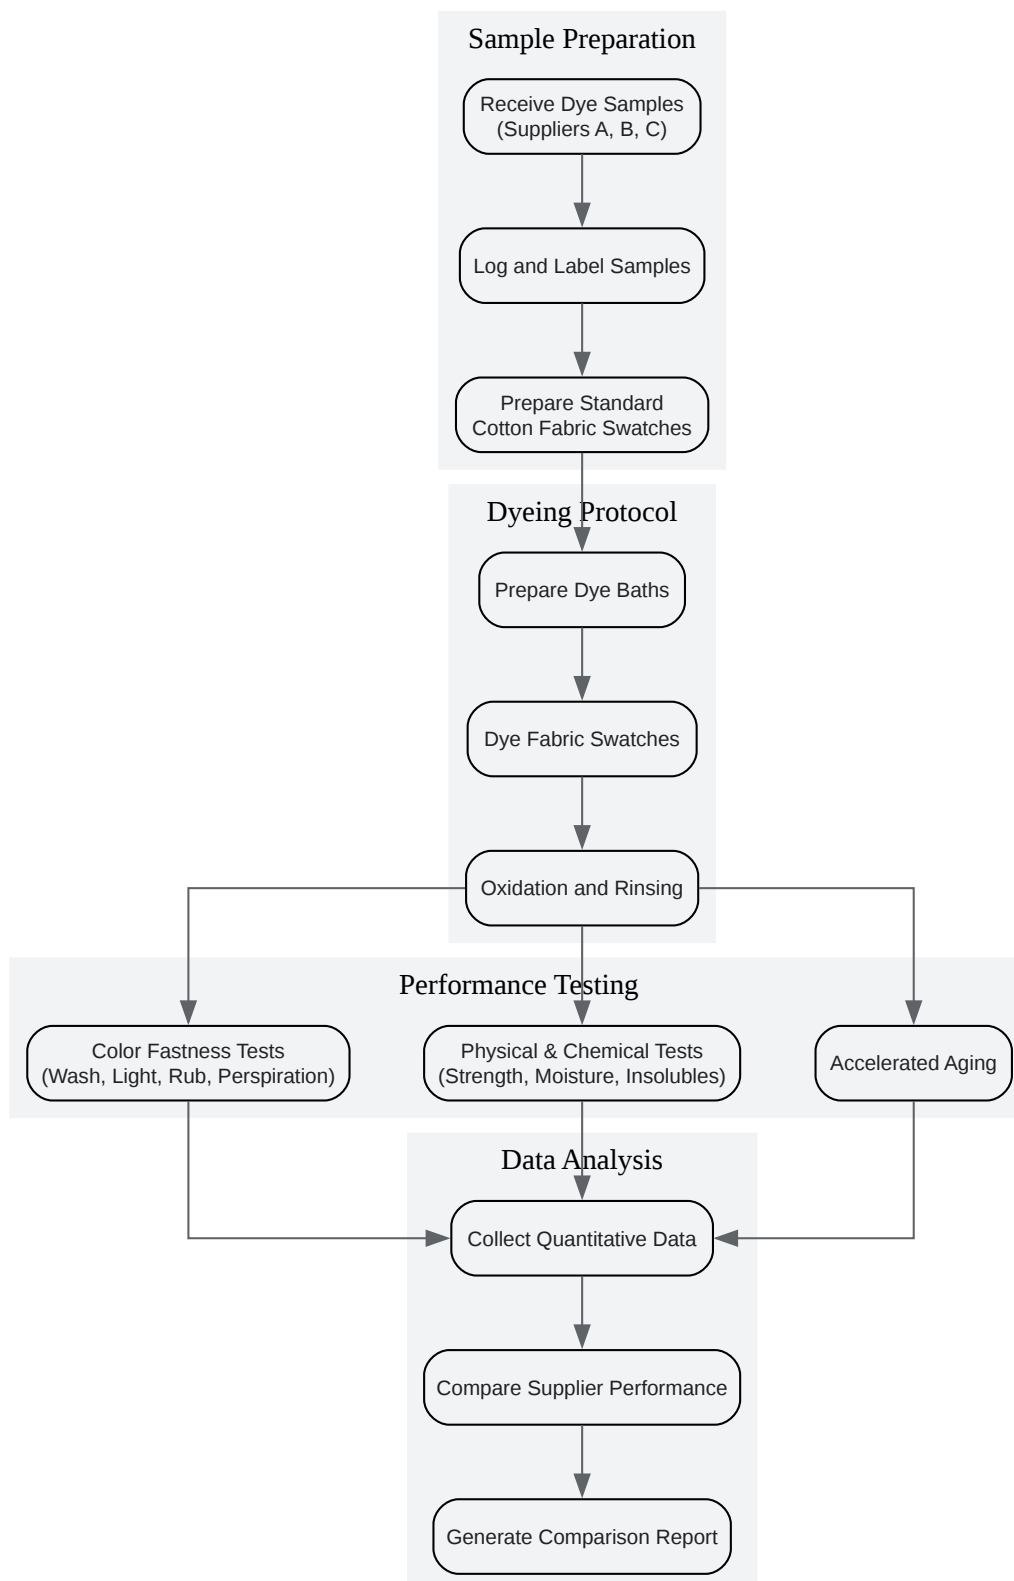 Sample Preparation
Receive Dye Samples
(Suppliers A, B, C)
Log and Label Samples
Prepare Standard
Cotton Fabric Swatches
Dyeing Protocol
Prepare Dye Baths
Dye Fabric Swatches
Oxidation and Rinsing
Performance Testing
Color Fastness Tests
(Wash, Light, Rub, Perspiration)
Physical & Chemical Tests
(Strength, Moisture, Insolubles)
Accelerated Aging
Data Analysis
Collect Quantitative Data
Compare Supplier Performance
Generate Comparison Report